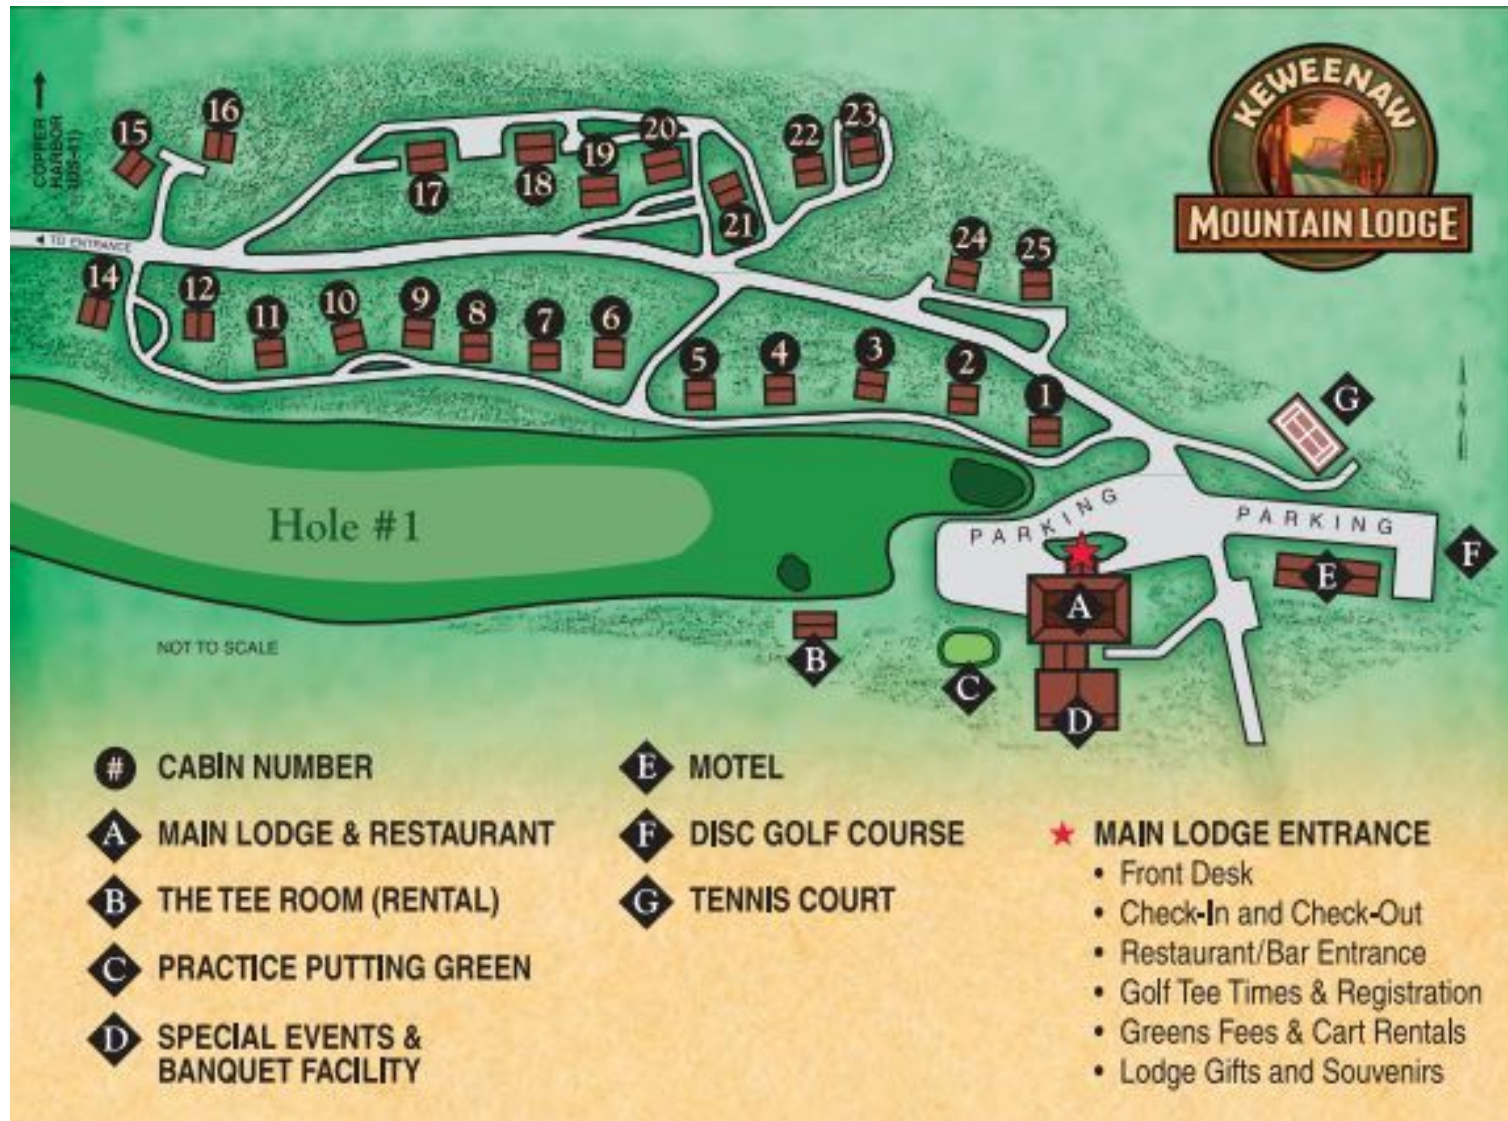 COPPER
HARBOR
(US-41)
TO ENTRANCE
KEWEENAW
MOUNTAIN LODGE
15
16
17
18
19
20
21
22
23
24
25
14
12
11
10
9
8
7
6
5
4
3
2
1
G
Hole #1
PARKING
PARKING
F
E
A
B
C
D
NOT TO SCALE
# CABIN NUMBER
A MAIN LODGE & RESTAURANT
B THE TEE ROOM (RENTAL)
C PRACTICE PUTTING GREEN
D SPECIAL EVENTS &
BANQUET FACILITY
E MOTEL
F DISC GOLF COURSE
G TENNIS COURT
MAIN LODGE ENTRANCE
• Front Desk
• Check-In and Check-Out
• Restaurant/Bar Entrance
• Golf Tee Times & Registration
• Greens Fees & Cart Rentals
• Lodge Gifts and Souvenirs